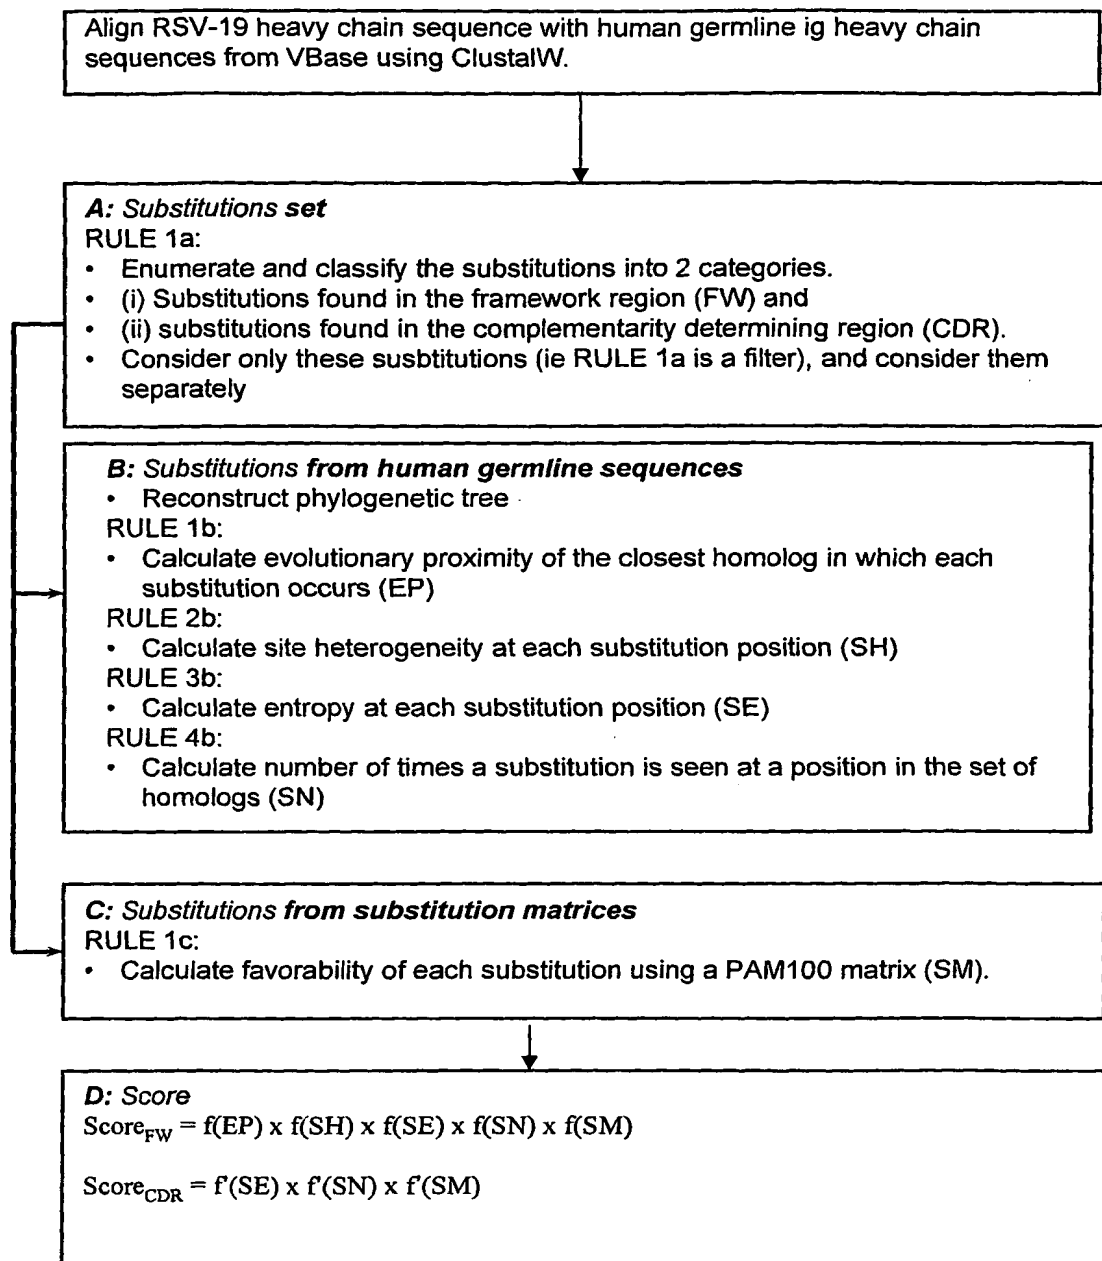 Align RSV-19 heavy chain sequence with human germline ig heavy chain
sequences from VBase using ClustalW.
A: Substitutions set
RULE 1a:
• Enumerate and classify the substitutions into 2 categories.
• (i) Substitutions found in the framework region (FW) and
• (ii) substitutions found in the complementarity determining region (CDR).
• Consider only these susbtitutions (ie RULE 1a is a filter), and consider them
separately
B: Substitutions from human germline sequences
• Reconstruct phylogenetic tree
RULE 1b:
• Calculate evolutionary proximity of the closest homolog in which each
substitution occurs (EP)
RULE 2b:
• Calculate site heterogeneity at each substitution position (SH)
RULE 3b:
• Calculate entropy at each substitution position (SE)
RULE 4b:
• Calculate number of times a substitution is seen at a position in the set of
homologs (SN)
C: Substitutions from substitution matrices
RULE 1c:
• Calculate favorability of each substitution using a PAM100 matrix (SM).
D: Score
Score_FW = f(EP) x f(SH) x f(SE) x f(SN) x f(SM)
Score_CDR = f'(SE) x f'(SN) x f'(SM)